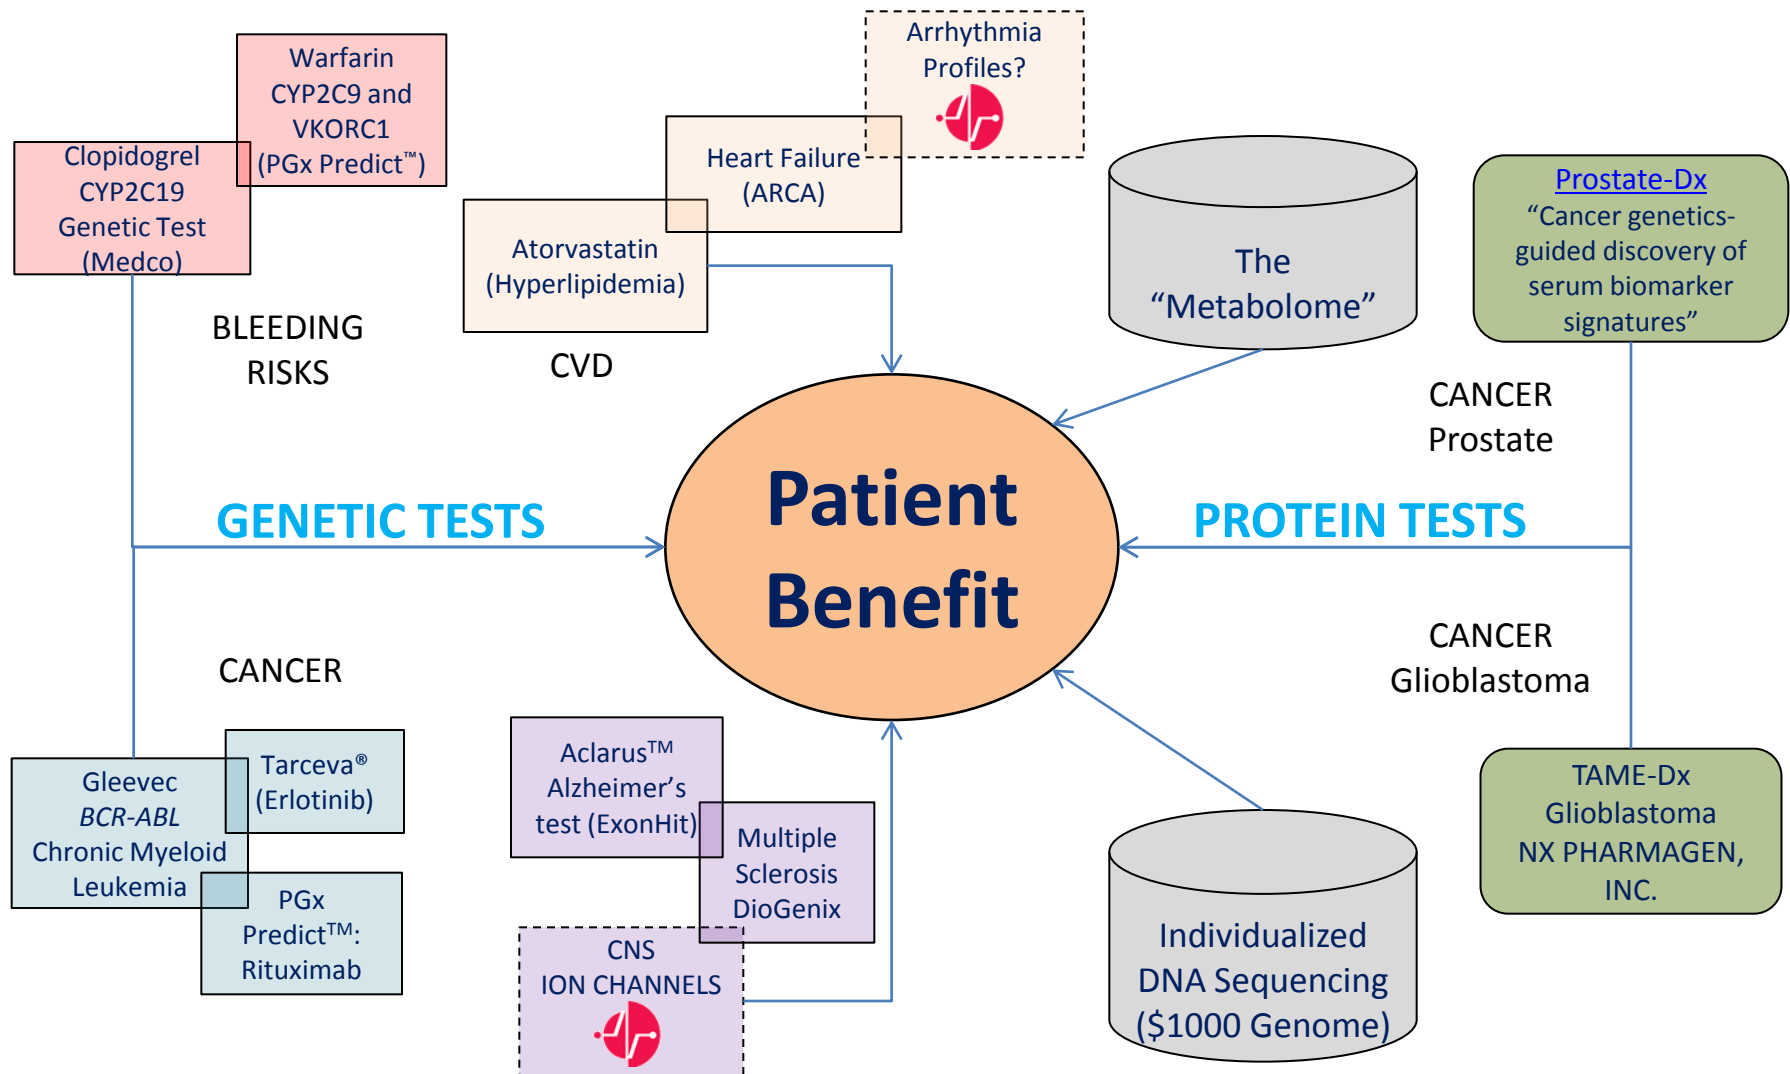 Warfarin
CYP2C9 and
VKORC1
(PGx Predict™)
Clopidogrel
CYP2C19
Genetic Test
(Medco)
BLEEDING
RISKS
Arrhythmia
Profiles?
Heart Failure
(ARCA)
Atorvastatin
(Hyperlipidemia)
CVD
The
“Metabolome”
Prostate-Dx
“Cancer genetics-
guided discovery of
serum biomarker
signatures”
CANCER
Prostate
GENETIC TESTS
Patient
Benefit
PROTEIN TESTS
CANCER
CANCER
Glioblastoma
Gleevec
BCR-ABL
Chronic Myeloid
Leukemia
Tarceva®
(Erlotinib)
PGx
Predict™:
Rituximab
Aclarus™
Alzheimer’s
test (ExonHit)
Multiple
Sclerosis
DioGenix
CNS
ION CHANNELS
Individualized
DNA Sequencing
($1000 Genome)
TAME-Dx
Glioblastoma
NX PHARMAGEN,
INC.